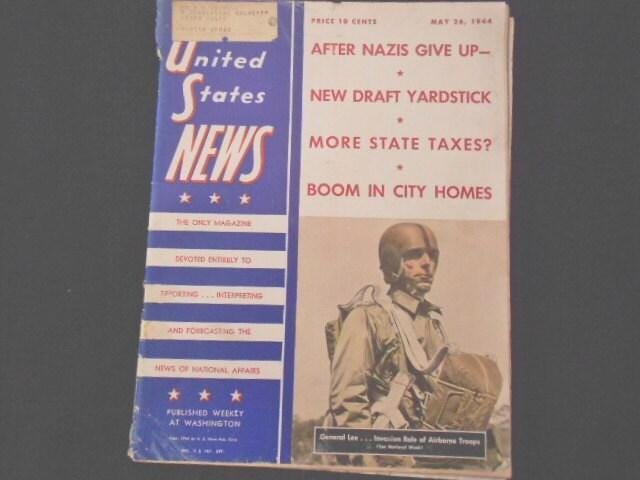 United
States
NEWS
THE ONLY MAGAZINE
DEVOTED ENTIRELY TO
REPORTING . . . INTERPRETING
AND FORECASTING THE
NEWS OF NATIONAL AFFAIRS
PUBLISHED WEEKLY
AT WASHINGTON
PRICE 10 CENTS
MAY 26, 1944
AFTER NAZIS GIVE UP—
NEW DRAFT YARDSTICK
MORE STATE TAXES?
BOOM IN CITY HOMES
General Lee . . . Invasion Role of Airborne Troops